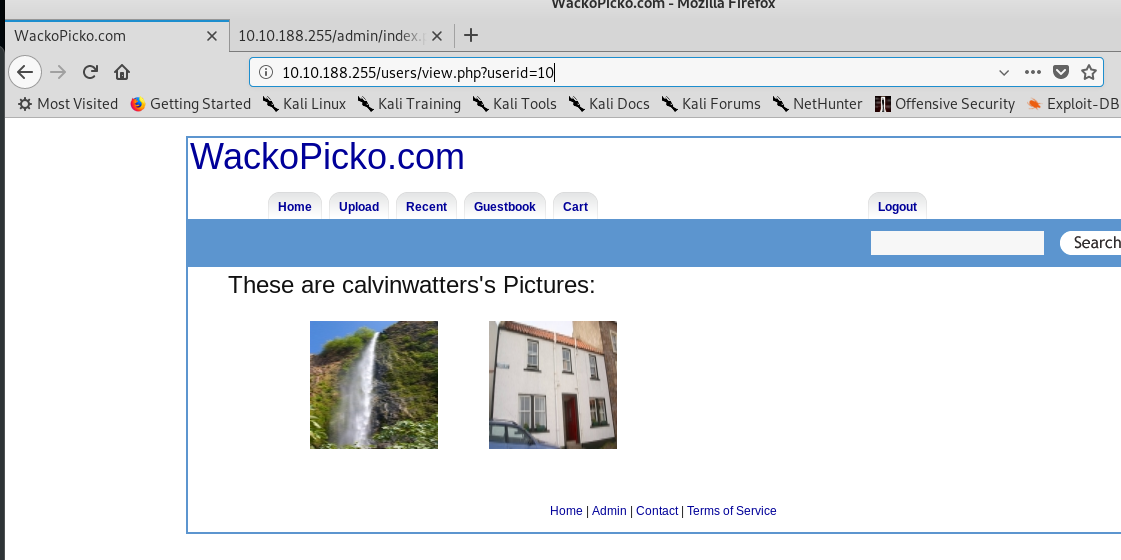 WackoPicko.com - Mozilla Firefox
WackoPicko.com 10.10.188.255/admin/index.p
10.10.188.255/users/view.php?userid=10
Most Visited Getting Started Kali Linux Kali Training Kali Tools Kali Docs Kali Forums NetHunter Offensive Security Exploit-DB
WackoPicko.com
Home Upload Recent Guestbook Cart Logout
Search
These are calvinwatters's Pictures:
Home | Admin | Contact | Terms of Service